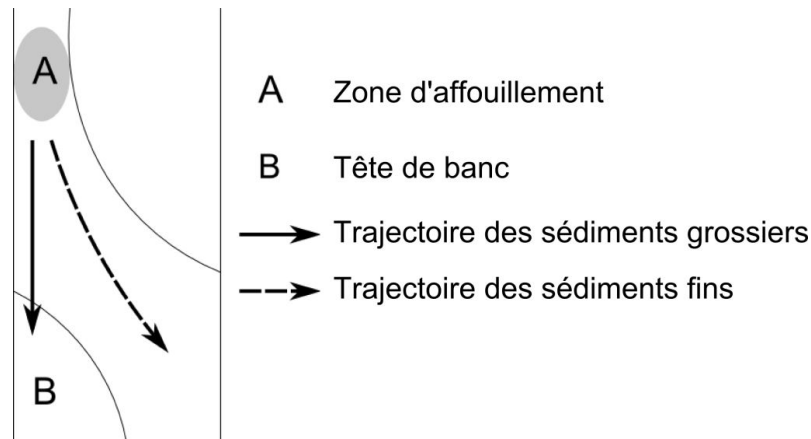 A
B
A Zone d'affouillement
B Tête de banc
Trajectoire des sédiments grossiers
Trajectoire des sédiments fins